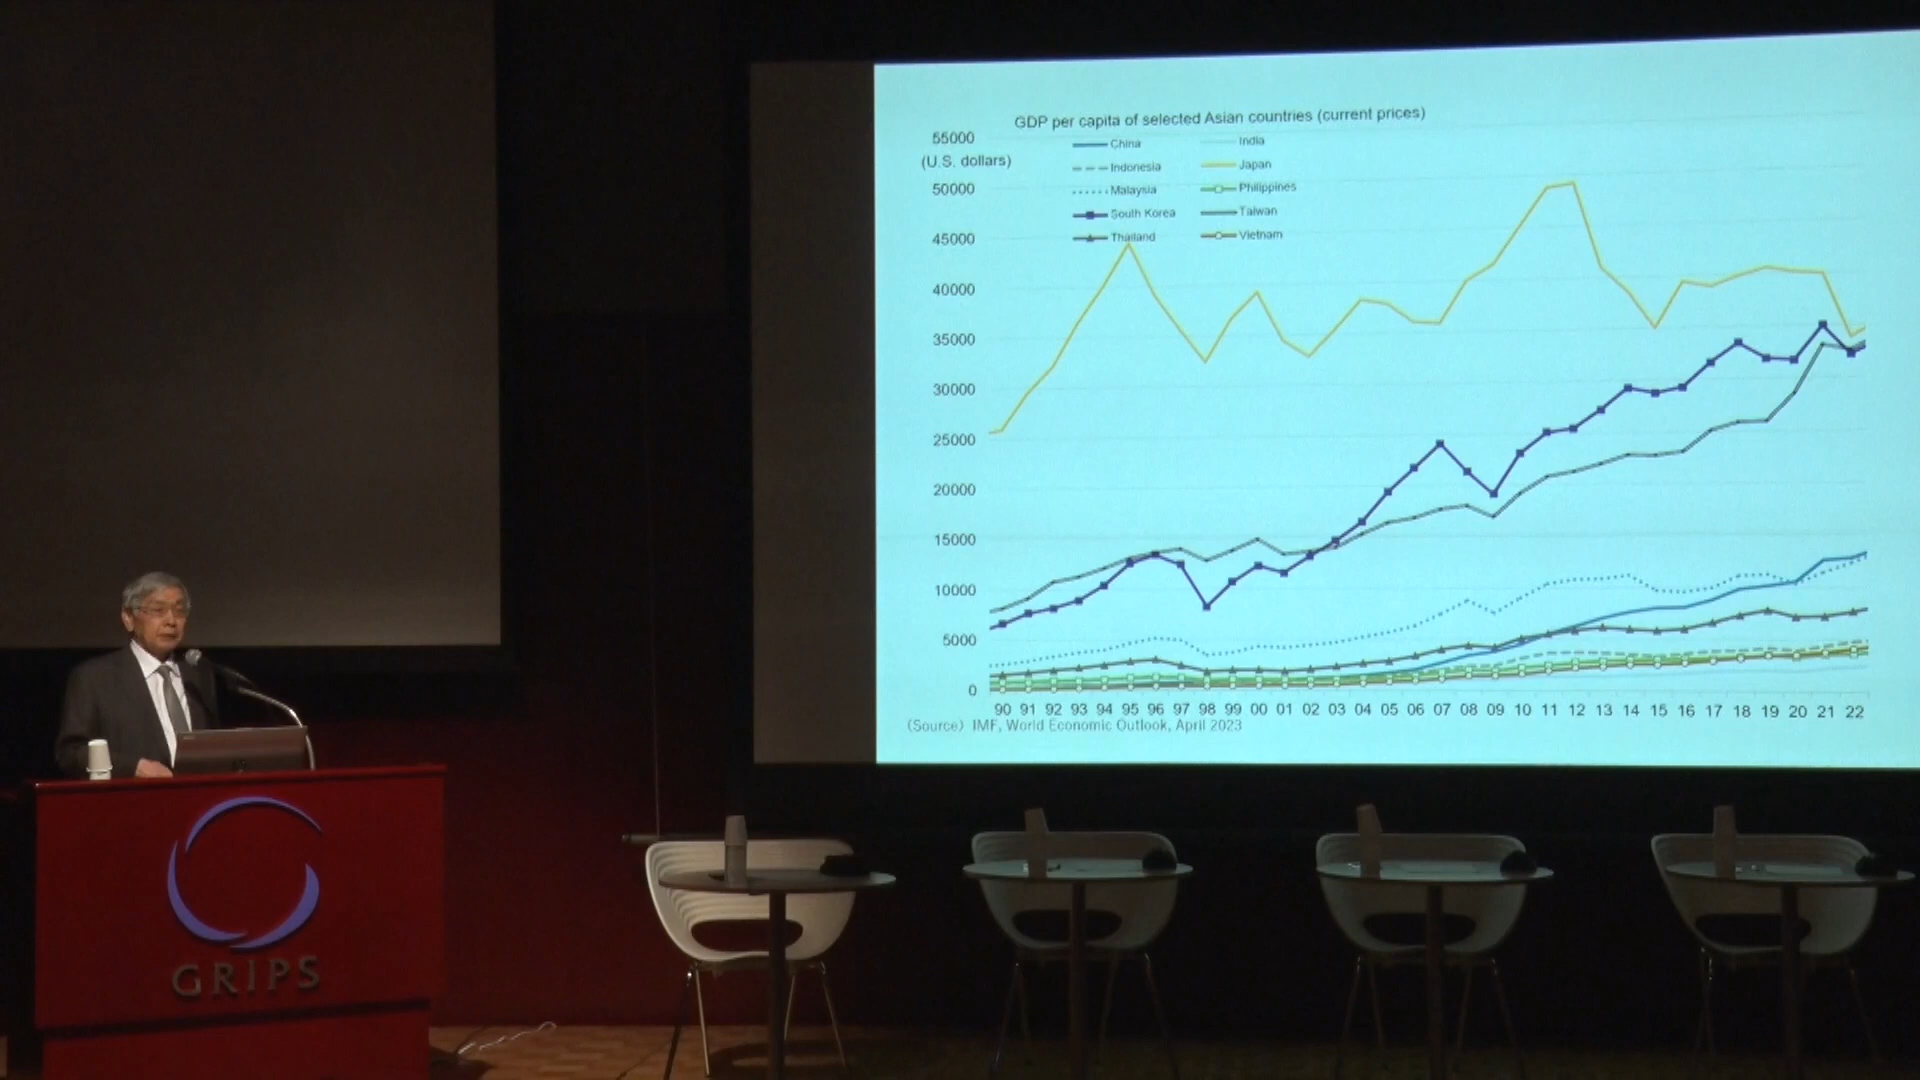 GDP per capita of selected Asian countries (current prices)
55000
(U.S. dollars)
50000
45000
40000
35000
30000
25000
20000
15000
10000
5000
0
China
India
Indonesia
Japan
Malaysia
Philippines
South Korea
Taiwan
Thailand
Vietnam
90 91 92 93 94 95 96 97 98 99 00 01 02 03 04 05 06 07 08 09 10 11 12 13 14 15 16 17 18 19 20 21 22
(Source) IMF, World Economic Outlook, April 2023
GRIPS